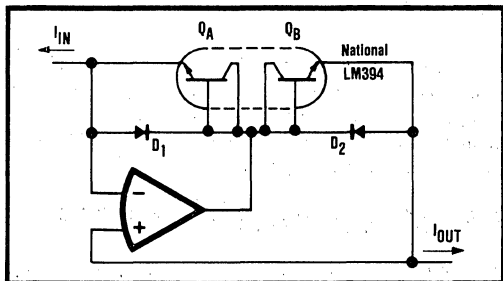 I_IN
Q_A
Q_B
National
LM394
D_1
D_2
−
+
I_OUT